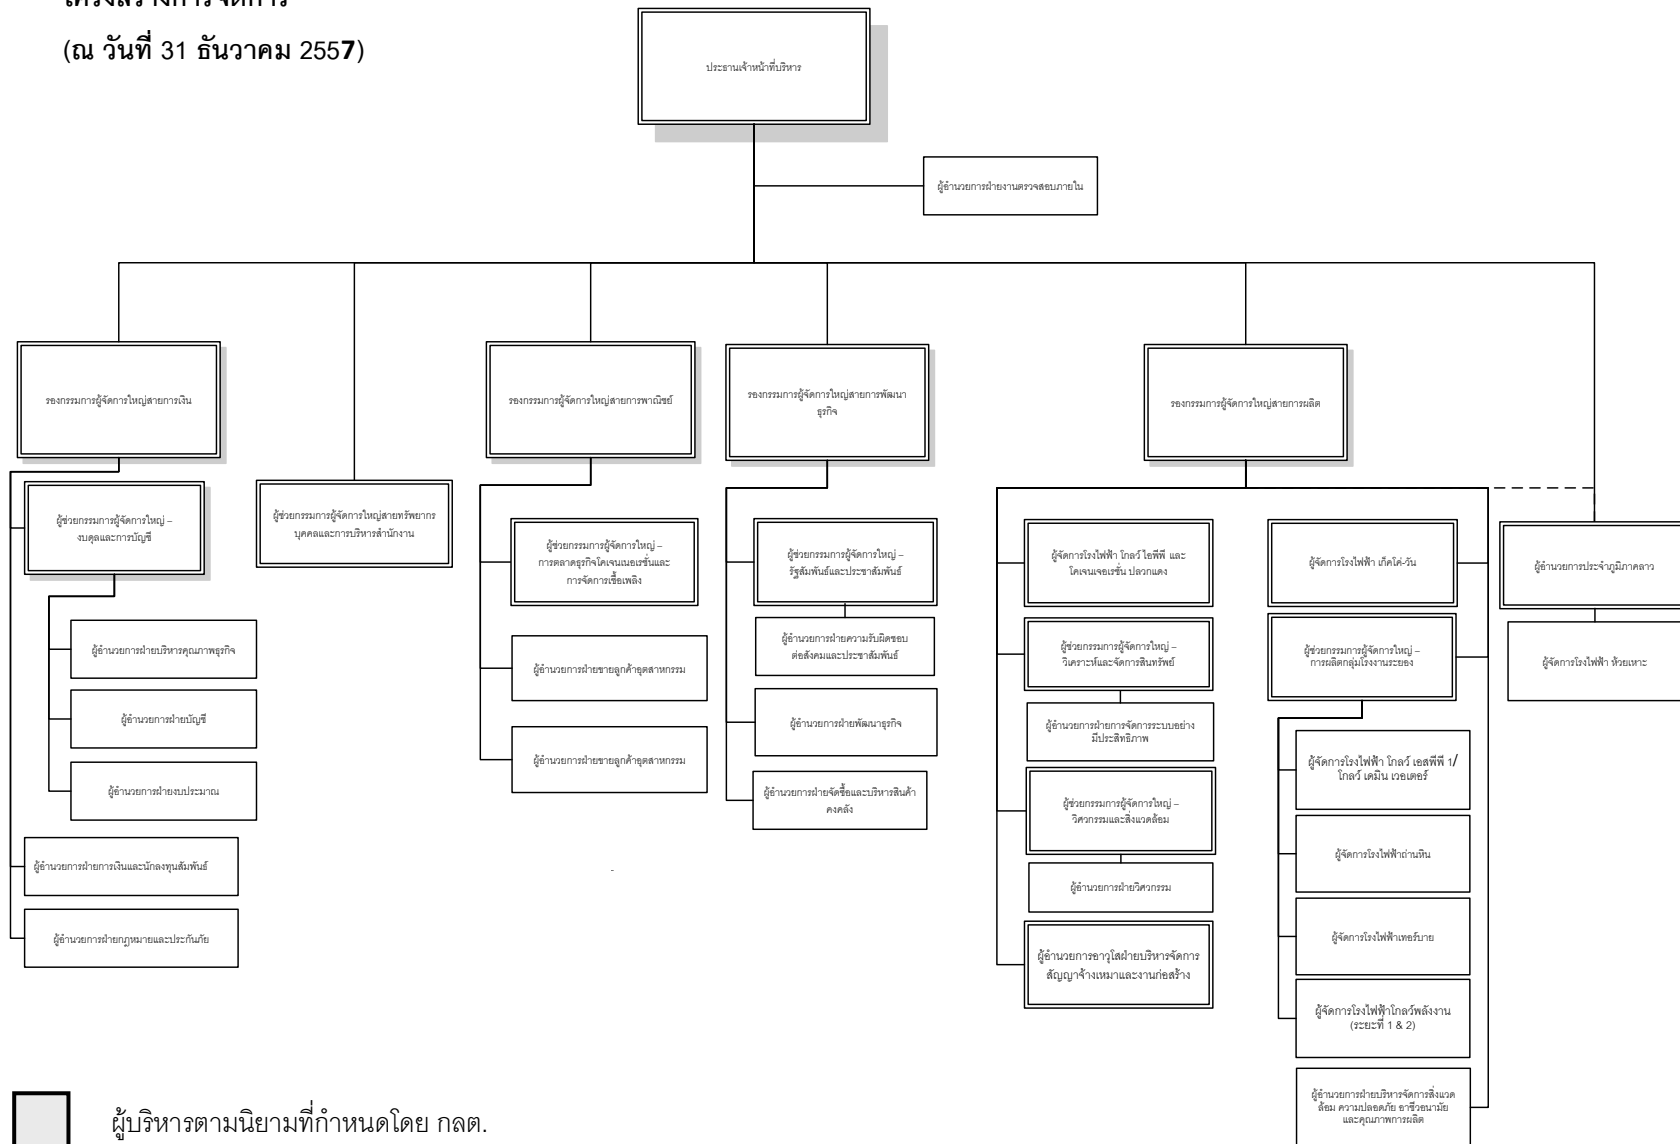 โครงสร้างการจัดการ
(ณ วันที่ 31 ธันวาคม 2557)
ประธานเจ้าหน้าที่บริหาร
ผู้อำนวยการฝ่ายงานตรวจสอบภายใน
รองกรรมการผู้จัดการใหญ่สายการเงิน
รองกรรมการผู้จัดการใหญ่สายการพาณิชย์
รองกรรมการผู้จัดการใหญ่สายการพัฒนา
ธุรกิจ
รองกรรมการผู้จัดการใหญ่สายการผลิต
ผู้ช่วยกรรมการผู้จัดการใหญ่ –
งบดุลและการบัญชี
ผู้อำนวยการฝ่ายบริหารคุณภาพธุรกิจ
ผู้อำนวยการฝ่ายบัญชี
ผู้อำนวยการฝ่ายงบประมาณ
ผู้อำนวยการฝ่ายการเงินและนักลงทุนสัมพันธ์
ผู้อำนวยการฝ่ายกฎหมายและประกันภัย
ผู้ช่วยกรรมการผู้จัดการใหญ่สายทรัพยากร
บุคคลและการบริหารสำนักงาน
ผู้ช่วยกรรมการผู้จัดการใหญ่ –
การตลาดธุรกิจโคเจนเนอเรชั่นและ
การจัดการเชื้อเพลิง
ผู้อำนวยการฝ่ายขายลูกค้าอุตสาหกรรม
ผู้อำนวยการฝ่ายขายลูกค้าอุตสาหกรรม
ผู้ช่วยกรรมการผู้จัดการใหญ่ –
รัฐสัมพันธ์และประชาสัมพันธ์
ผู้อำนวยการฝ่ายความรับผิดชอบ
ต่อสังคมและประชาสัมพันธ์
ผู้อำนวยการฝ่ายพัฒนาธุรกิจ
ผู้อำนวยการฝ่ายจัดซื้อและบริหารสินค้า
คงคลัง
ผู้จัดการโรงไฟฟ้า โกลว์ ไอพีพี และ
โคเจนเจอเรชั่น ปลวกแดง
ผู้ช่วยกรรมการผู้จัดการใหญ่ –
วิเคราะห์และจัดการสินทรัพย์
ผู้อำนวยการฝ่ายการจัดการระบบอย่าง
มีประสิทธิภาพ
ผู้ช่วยกรรมการผู้จัดการใหญ่ –
วิศวกรรมและสิ่งแวดล้อม
ผู้อำนวยการฝ่ายวิศวกรรม
ผู้อำนวยการอาวุโสฝ่ายบริหารจัดการ
สัญญาจ้างเหมาและงานก่อสร้าง
ผู้จัดการโรงไฟฟ้า เก็คโค่-วัน
ผู้ช่วยกรรมการผู้จัดการใหญ่ –
การผลิตกลุ่มโรงงานระยอง
ผู้จัดการโรงไฟฟ้า โกลว์ เอสพีพี 1/
โกลว์ เดมิน วอเตอร์
ผู้จัดการโรงไฟฟ้าถ่านหิน
ผู้จัดการโรงไฟฟ้าเทอร์บาย
ผู้จัดการโรงไฟฟ้าโกลว์พลังงาน
(ระยะที่ 1 & 2)
ผู้อำนวยการฝ่ายบริหารจัดการสิ่งแวด
ล้อม ความปลอดภัย อาชีวอนามัย
และคุณภาพการผลิต
ผู้อำนวยการประจำภูมิภาคลาว
ผู้จัดการโรงไฟฟ้า ห้วยเหาะ
ผู้บริหารตามนิยามที่กำหนดโดย กลต.